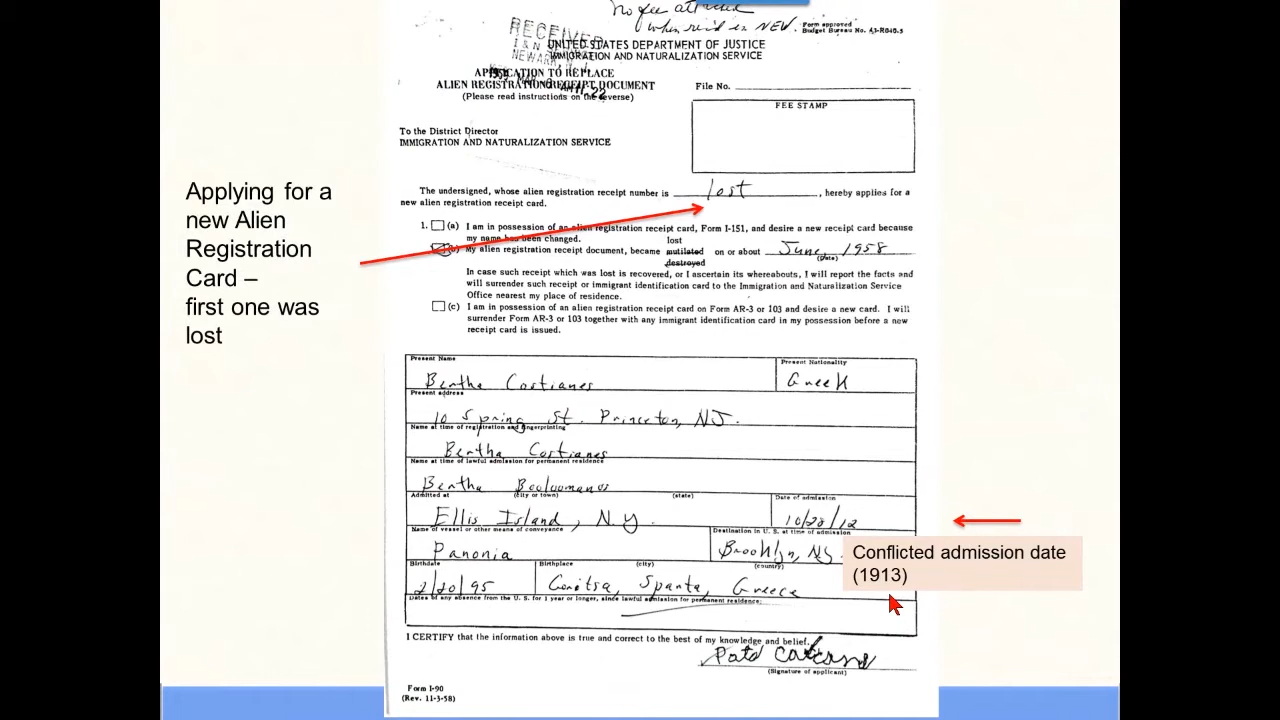 No fee attached
when rec'd in NEW
Form approved
Budget Bureau No. 43-R040.5
RECEIVED
I & N
NEWARK, N. J.
UNITED STATES DEPARTMENT OF JUSTICE
IMMIGRATION AND NATURALIZATION SERVICE
APPLICATION TO REPLACE
ALIEN REGISTRATION RECEIPT DOCUMENT
(Please read instructions on the reverse)
1959 MAR AM 11 22
File No.
FEE STAMP
To the District Director
IMMIGRATION AND NATURALIZATION SERVICE
Applying for a
new Alien
Registration
Card –
first one was
lost
The undersigned, whose alien registration receipt number is lost, hereby applies for a
new alien registration receipt card.
1. (a) I am in possession of an alien registration receipt card, Form I-151, and desire a new receipt card because
my name has been changed.
(b) My alien registration receipt document, became lost mutilated destroyed on or about June, 1958
(Date)
In case such receipt which was lost is recovered, or I ascertain its whereabouts, I will report the facts and
will surrender such receipt or immigrant identification card to the Immigration and Naturalization Service
Office nearest my place of residence.
(c) I am in possession of an alien registration receipt card on Form AR-3 or 103 and desire a new card. I will
surrender Form AR-3 or 103 together with any immigrant identification card in my possession before a new
receipt card is issued.
Present Name Present Nationality
Bertha Costianes Greek
Present address
10 Spring St. Princeton, NJ.
Name at time of registration and fingerprinting
Bertha Costianes
Name at time of lawful admission for permanent residence
Bertha
Admitted at (city or town) (state) Date of admission
Ellis Island, N.Y. 10/28/12
Name of vessel or other means of conveyance Destination in U. S. at time of admission
Panonia Brooklyn, NY
Conflicted admission date
(1913)
Birthdate Birthplace (city) (country)
2/20/95 Goritsa, Sparta, Greece
Dates of any absence from the U.S. for 1 year or longer, since lawful admission for permanent residence:
I CERTIFY that the information above is true and correct to the best of my knowledge and belief.
(Signature of applicant)
Form I-90
(Rev. 11-3-58)